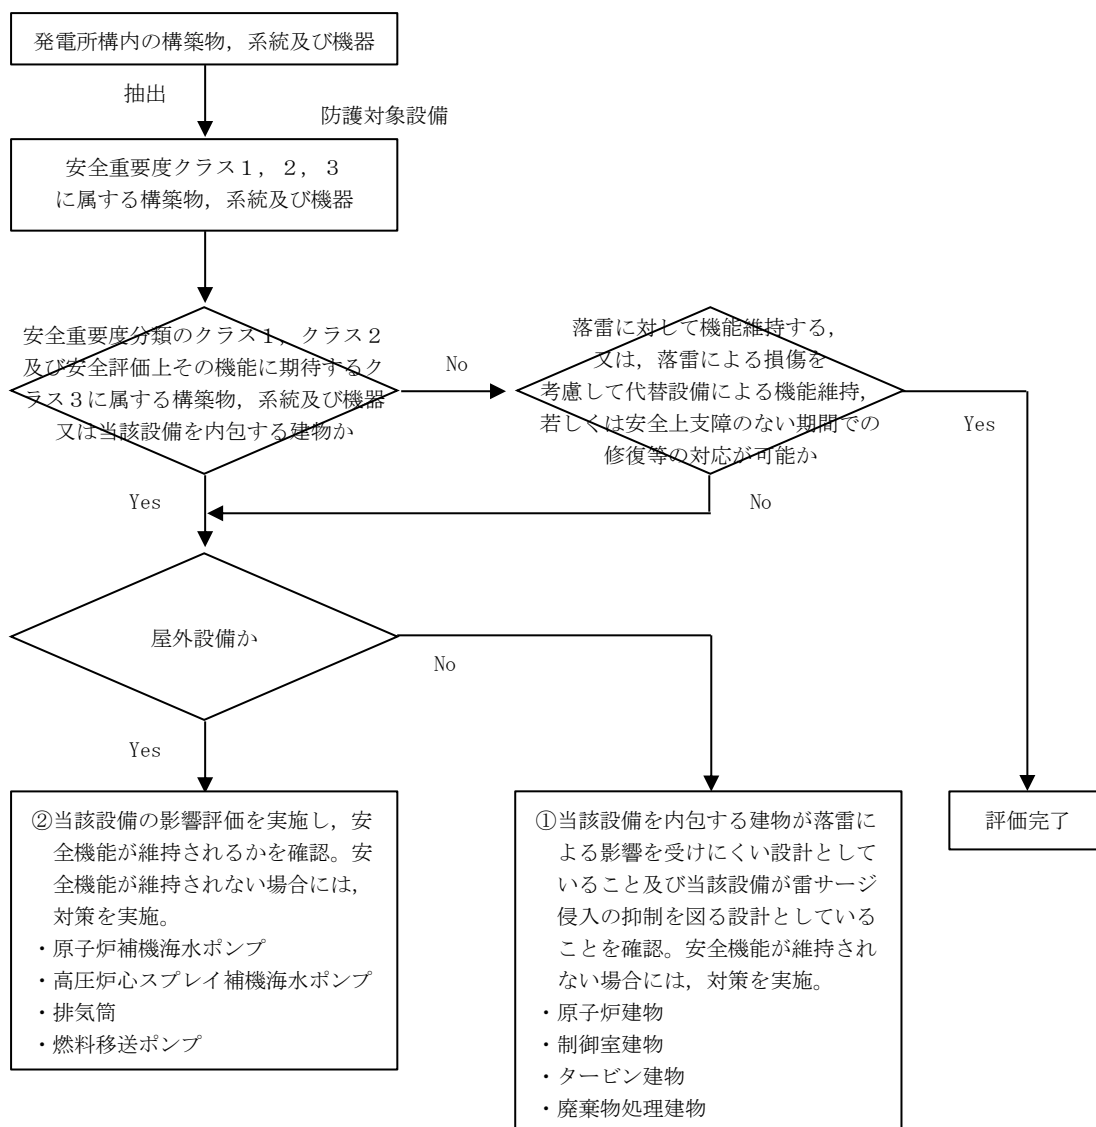 発電所構内の構築物，系統及び機器
抽出
防護対象設備
安全重要度クラス１，２，３
に属する構築物，系統及び機器
安全重要度分類のクラス１，クラス２
及び安全評価上その機能に期待するク
ラス３に属する構築物，系統及び機器
又は当該設備を内包する建物か
No
落雷に対して機能維持する，
又は，落雷による損傷を
考慮して代替設備による機能維持，
若しくは安全上支障のない期間での
修復等の対応が可能か
Yes
Yes
No
屋外設備か
No
Yes
②当該設備の影響評価を実施し，安
全機能が維持されるかを確認。安
全機能が維持されない場合には，
対策を実施。
・原子炉補機海水ポンプ
・高圧炉心スプレイ補機海水ポンプ
・排気筒
・燃料移送ポンプ
①当該設備を内包する建物が落雷に
よる影響を受けにくい設計として
いること及び当該設備が雷サージ
侵入の抑制を図る設計としている
ことを確認。安全機能が維持され
ない場合には，対策を実施。
・原子炉建物
・制御室建物
・タービン建物
・廃棄物処理建物
評価完了